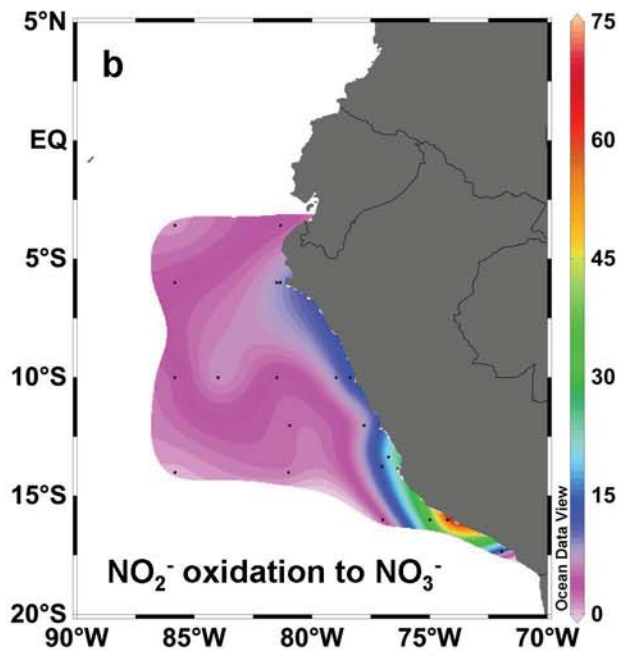 5°N
EQ
5°S
10°S
15°S
20°S
90°W 85°W 80°W 75°W 70°W
b
NO₂⁻ oxidation to NO₃⁻
Ocean Data View
75
60
45
30
15
0